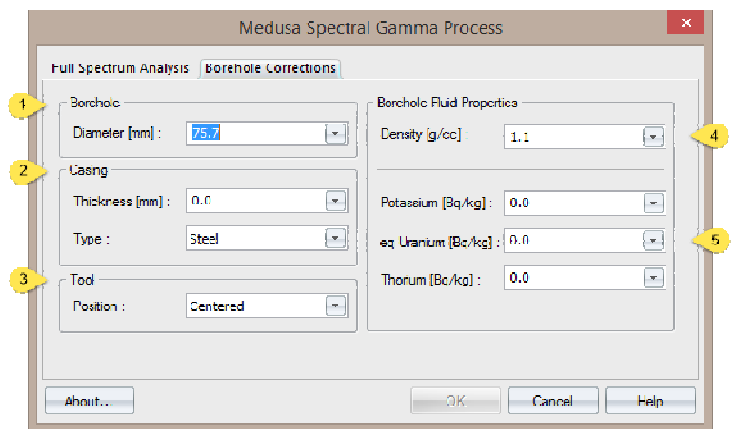 Medusa Spectral Gamma Process
Full Spectrum Analysis Borehole Corrections
1
Borehole
Diameter [mm] : 75.7
2
Casing
Thickness [mm] : 0.0
Type : Steel
3
Tool
Position : Centered
Borehole Fluid Properties
Density [g/cc] : 1.1
4
Potassium [Bq/kg] : 0.0
eq Uranium [Bq/kg] : 0.0
5
Thorium [Bq/kg] : 0.0
About... OK Cancel Help